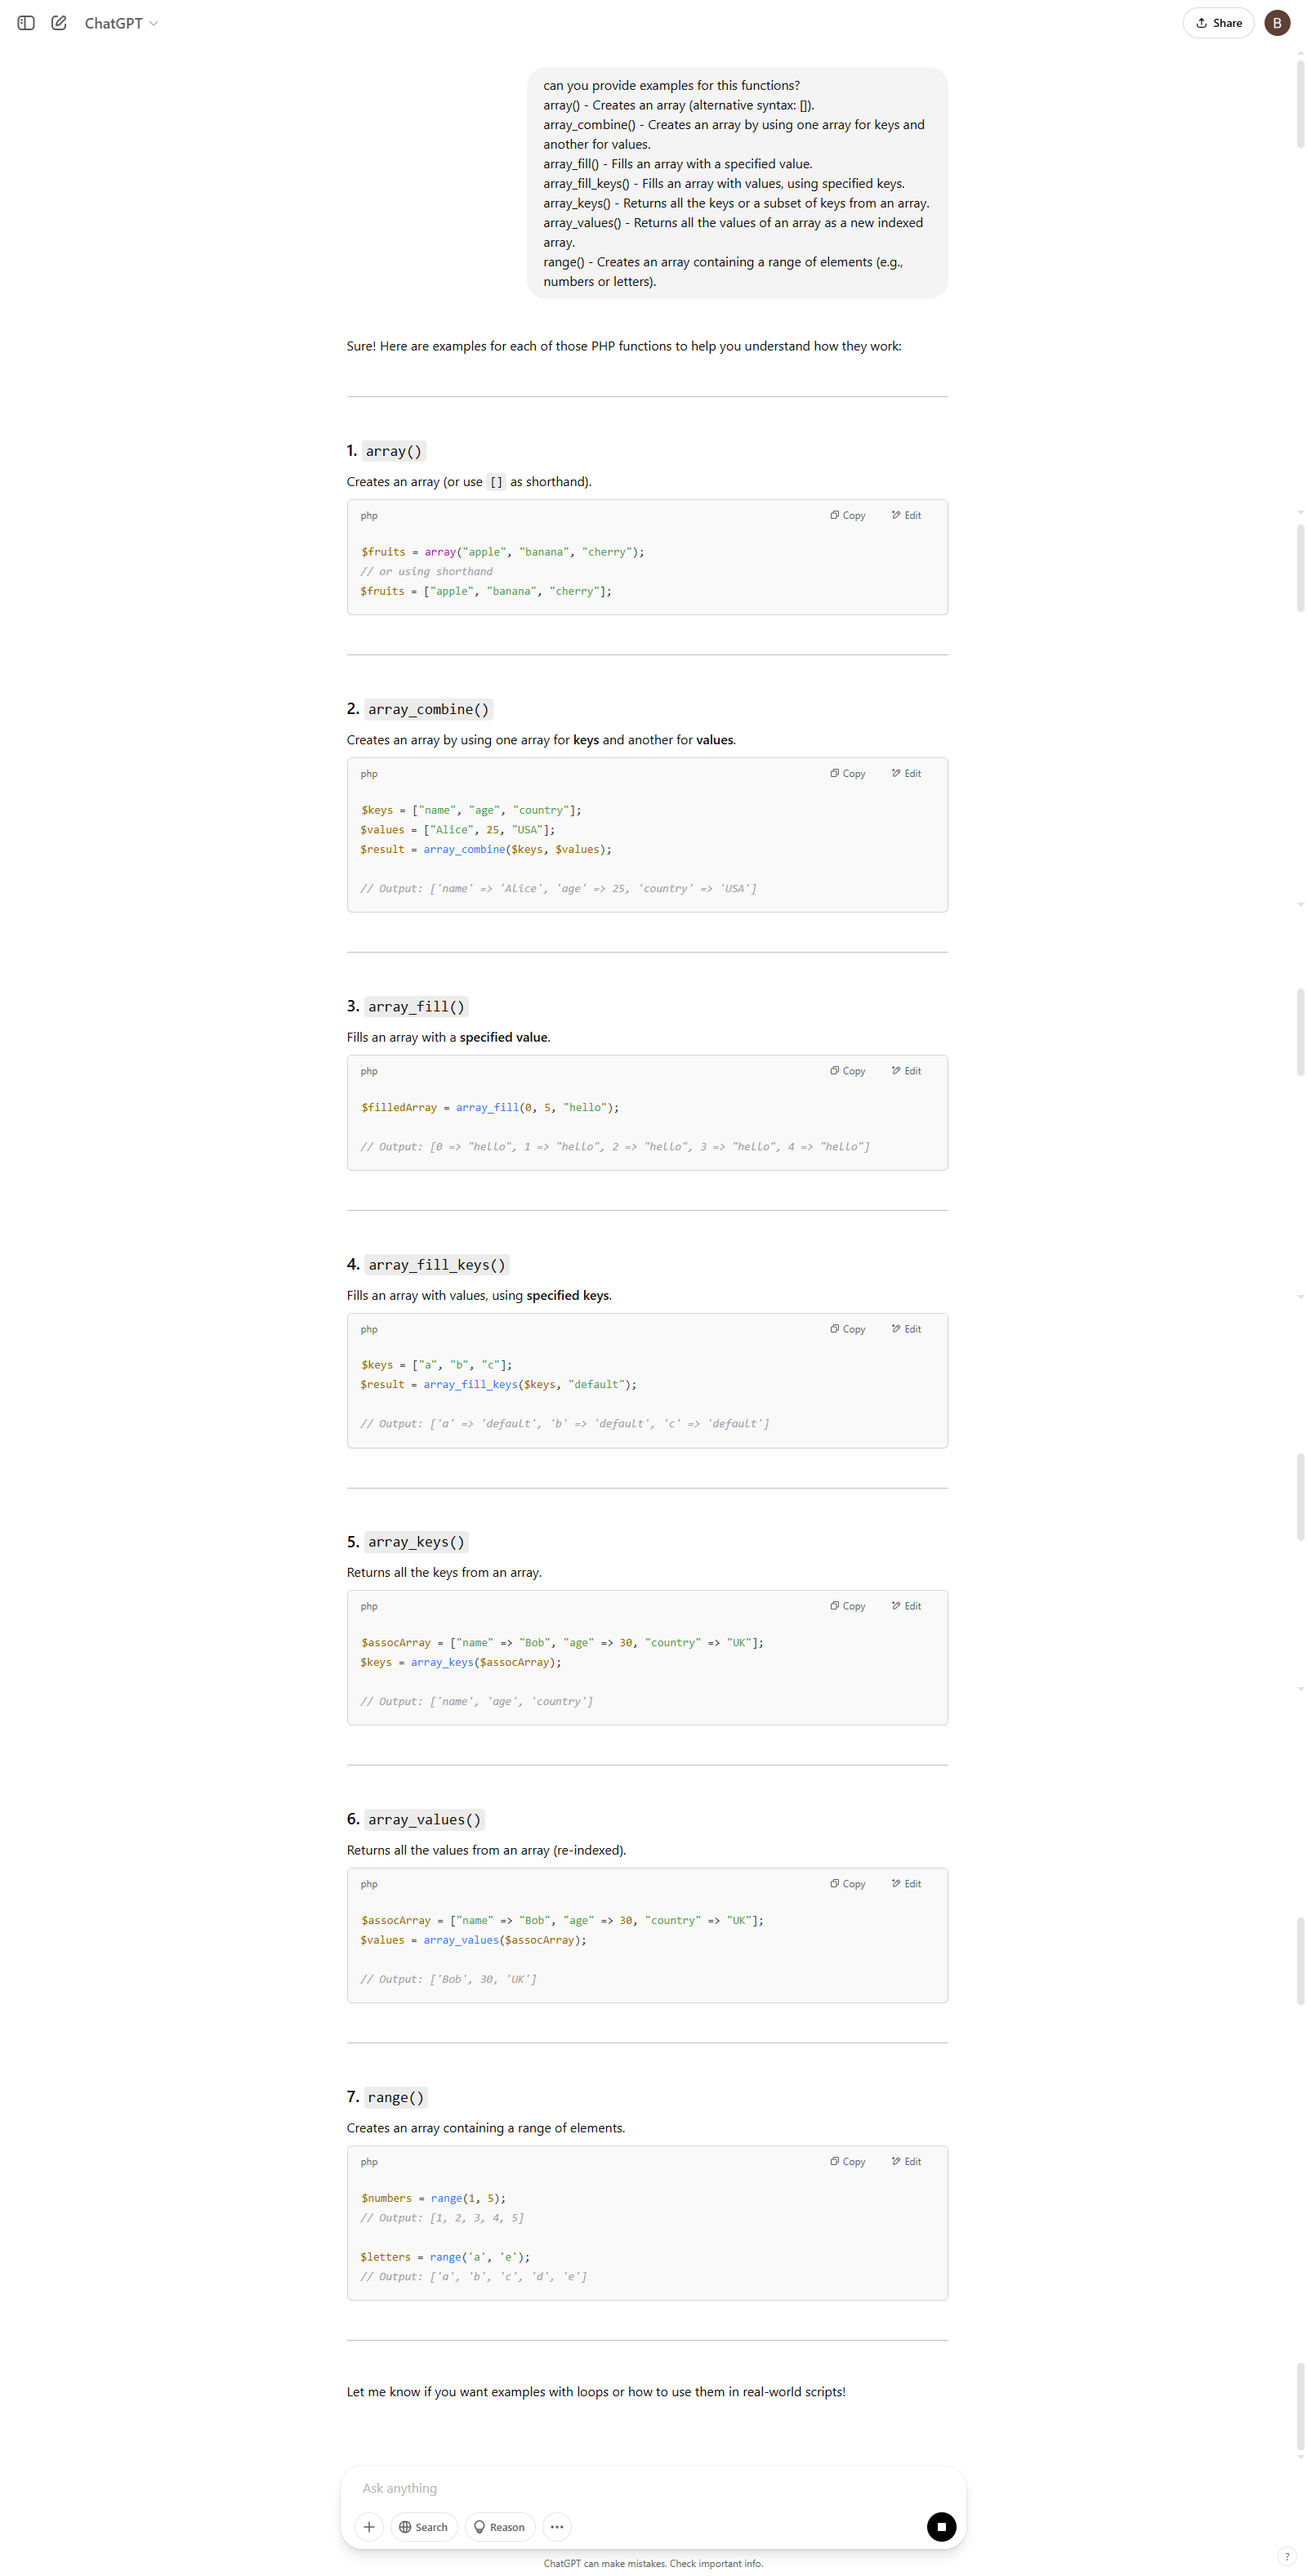 ChatGPT
Share
B
can you provide examples for this functions?
array() - Creates an array (alternative syntax: []).
array_combine() - Creates an array by using one array for keys and
another for values.
array_fill() - Fills an array with a specified value.
array_fill_keys() - Fills an array with values, using specified keys.
array_keys() - Returns all the keys or a subset of keys from an array.
array_values() - Returns all the values of an array as a new indexed
array.
range() - Creates an array containing a range of elements (e.g.,
numbers or letters).
Sure! Here are examples for each of those PHP functions to help you understand how they work:
1. array()
Creates an array (or use [] as shorthand).
php Copy Edit
$fruits = array("apple", "banana", "cherry");
// or using shorthand
$fruits = ["apple", "banana", "cherry"];
2. array_combine()
Creates an array by using one array for keys and another for values.
php Copy Edit
$keys = ["name", "age", "country"];
$values = ["Alice", 25, "USA"];
$result = array_combine($keys, $values);
// Output: ['name' => 'Alice', 'age' => 25, 'country' => 'USA']
3. array_fill()
Fills an array with a specified value.
php Copy Edit
$filledArray = array_fill(0, 5, "hello");
// Output: [0 => "hello", 1 => "hello", 2 => "hello", 3 => "hello", 4 => "hello"]
4. array_fill_keys()
Fills an array with values, using specified keys.
php Copy Edit
$keys = ["a", "b", "c"];
$result = array_fill_keys($keys, "default");
// Output: ['a' => 'default', 'b' => 'default', 'c' => 'default']
5. array_keys()
Returns all the keys from an array.
php Copy Edit
$assocArray = ["name" => "Bob", "age" => 30, "country" => "UK"];
$keys = array_keys($assocArray);
// Output: ['name', 'age', 'country']
6. array_values()
Returns all the values from an array (re-indexed).
php Copy Edit
$assocArray = ["name" => "Bob", "age" => 30, "country" => "UK"];
$values = array_values($assocArray);
// Output: ['Bob', 30, 'UK']
7. range()
Creates an array containing a range of elements.
php Copy Edit
$numbers = range(1, 5);
// Output: [1, 2, 3, 4, 5]
$letters = range('a', 'e');
// Output: ['a', 'b', 'c', 'd', 'e']
Let me know if you want examples with loops or how to use them in real-world scripts!
Ask anything
Search
Reason
ChatGPT can make mistakes. Check important info.
?